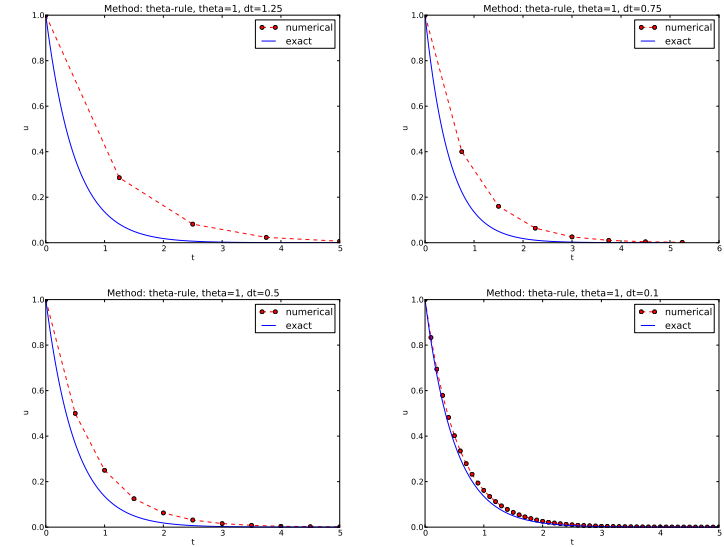 Method: theta-rule, theta=1, dt=1.25
1.0
0.8
0.6
0.4
0.2
0.0
u
numerical
exact
0 1 2 3 4 5
t
Method: theta-rule, theta=1, dt=0.75
1.0
0.8
0.6
0.4
0.2
0.0
u
numerical
exact
0 1 2 3 4 5 6
t
Method: theta-rule, theta=1, dt=0.5
1.0
0.8
0.6
0.4
0.2
0.0
u
numerical
exact
0 1 2 3 4 5
t
Method: theta-rule, theta=1, dt=0.1
1.0
0.8
0.6
0.4
0.2
0.0
u
numerical
exact
0 1 2 3 4 5
t